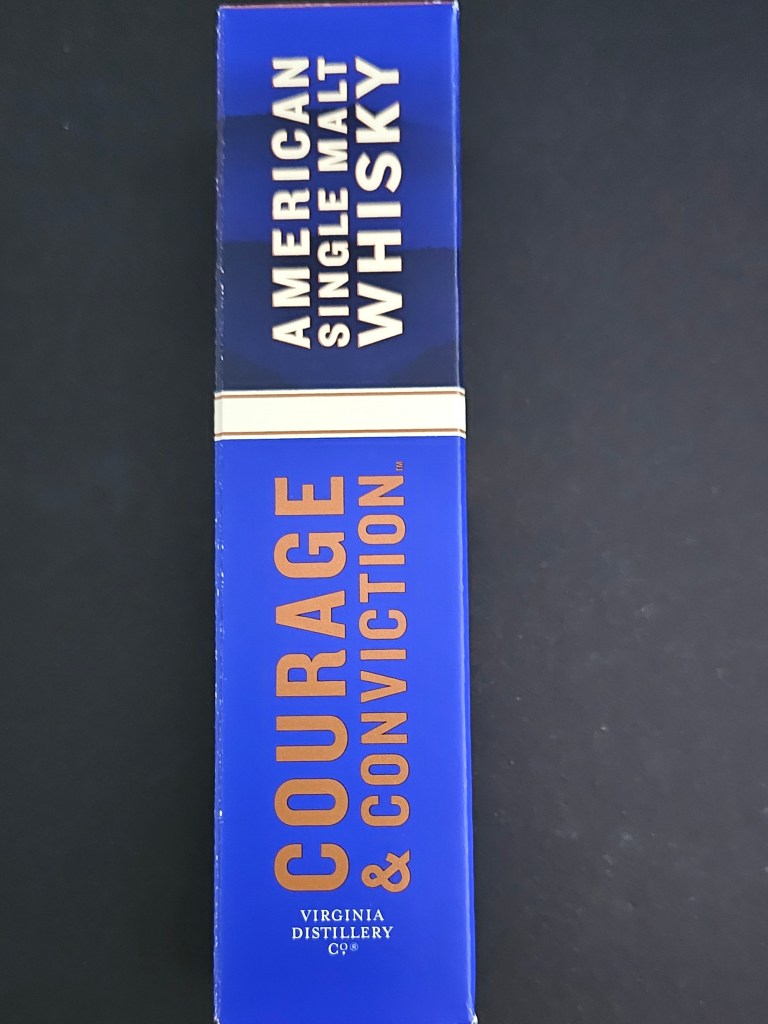 AMERICAN
SINGLE MALT
WHISKY
COURAGE
& CONVICTION™
VIRGINIA
DISTILLERY
Cº®